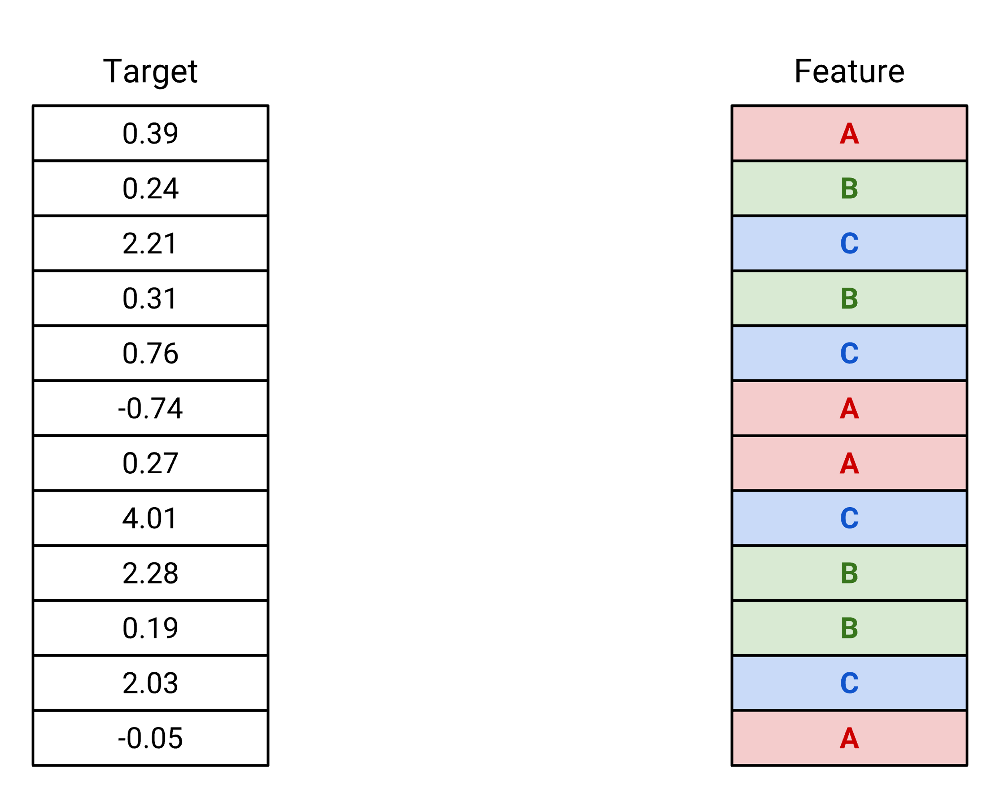 Target Feature
0.39 A
0.24 B
2.21 C
0.31 B
0.76 C
-0.74 A
0.27 A
4.01 C
2.28 B
0.19 B
2.03 C
-0.05 A